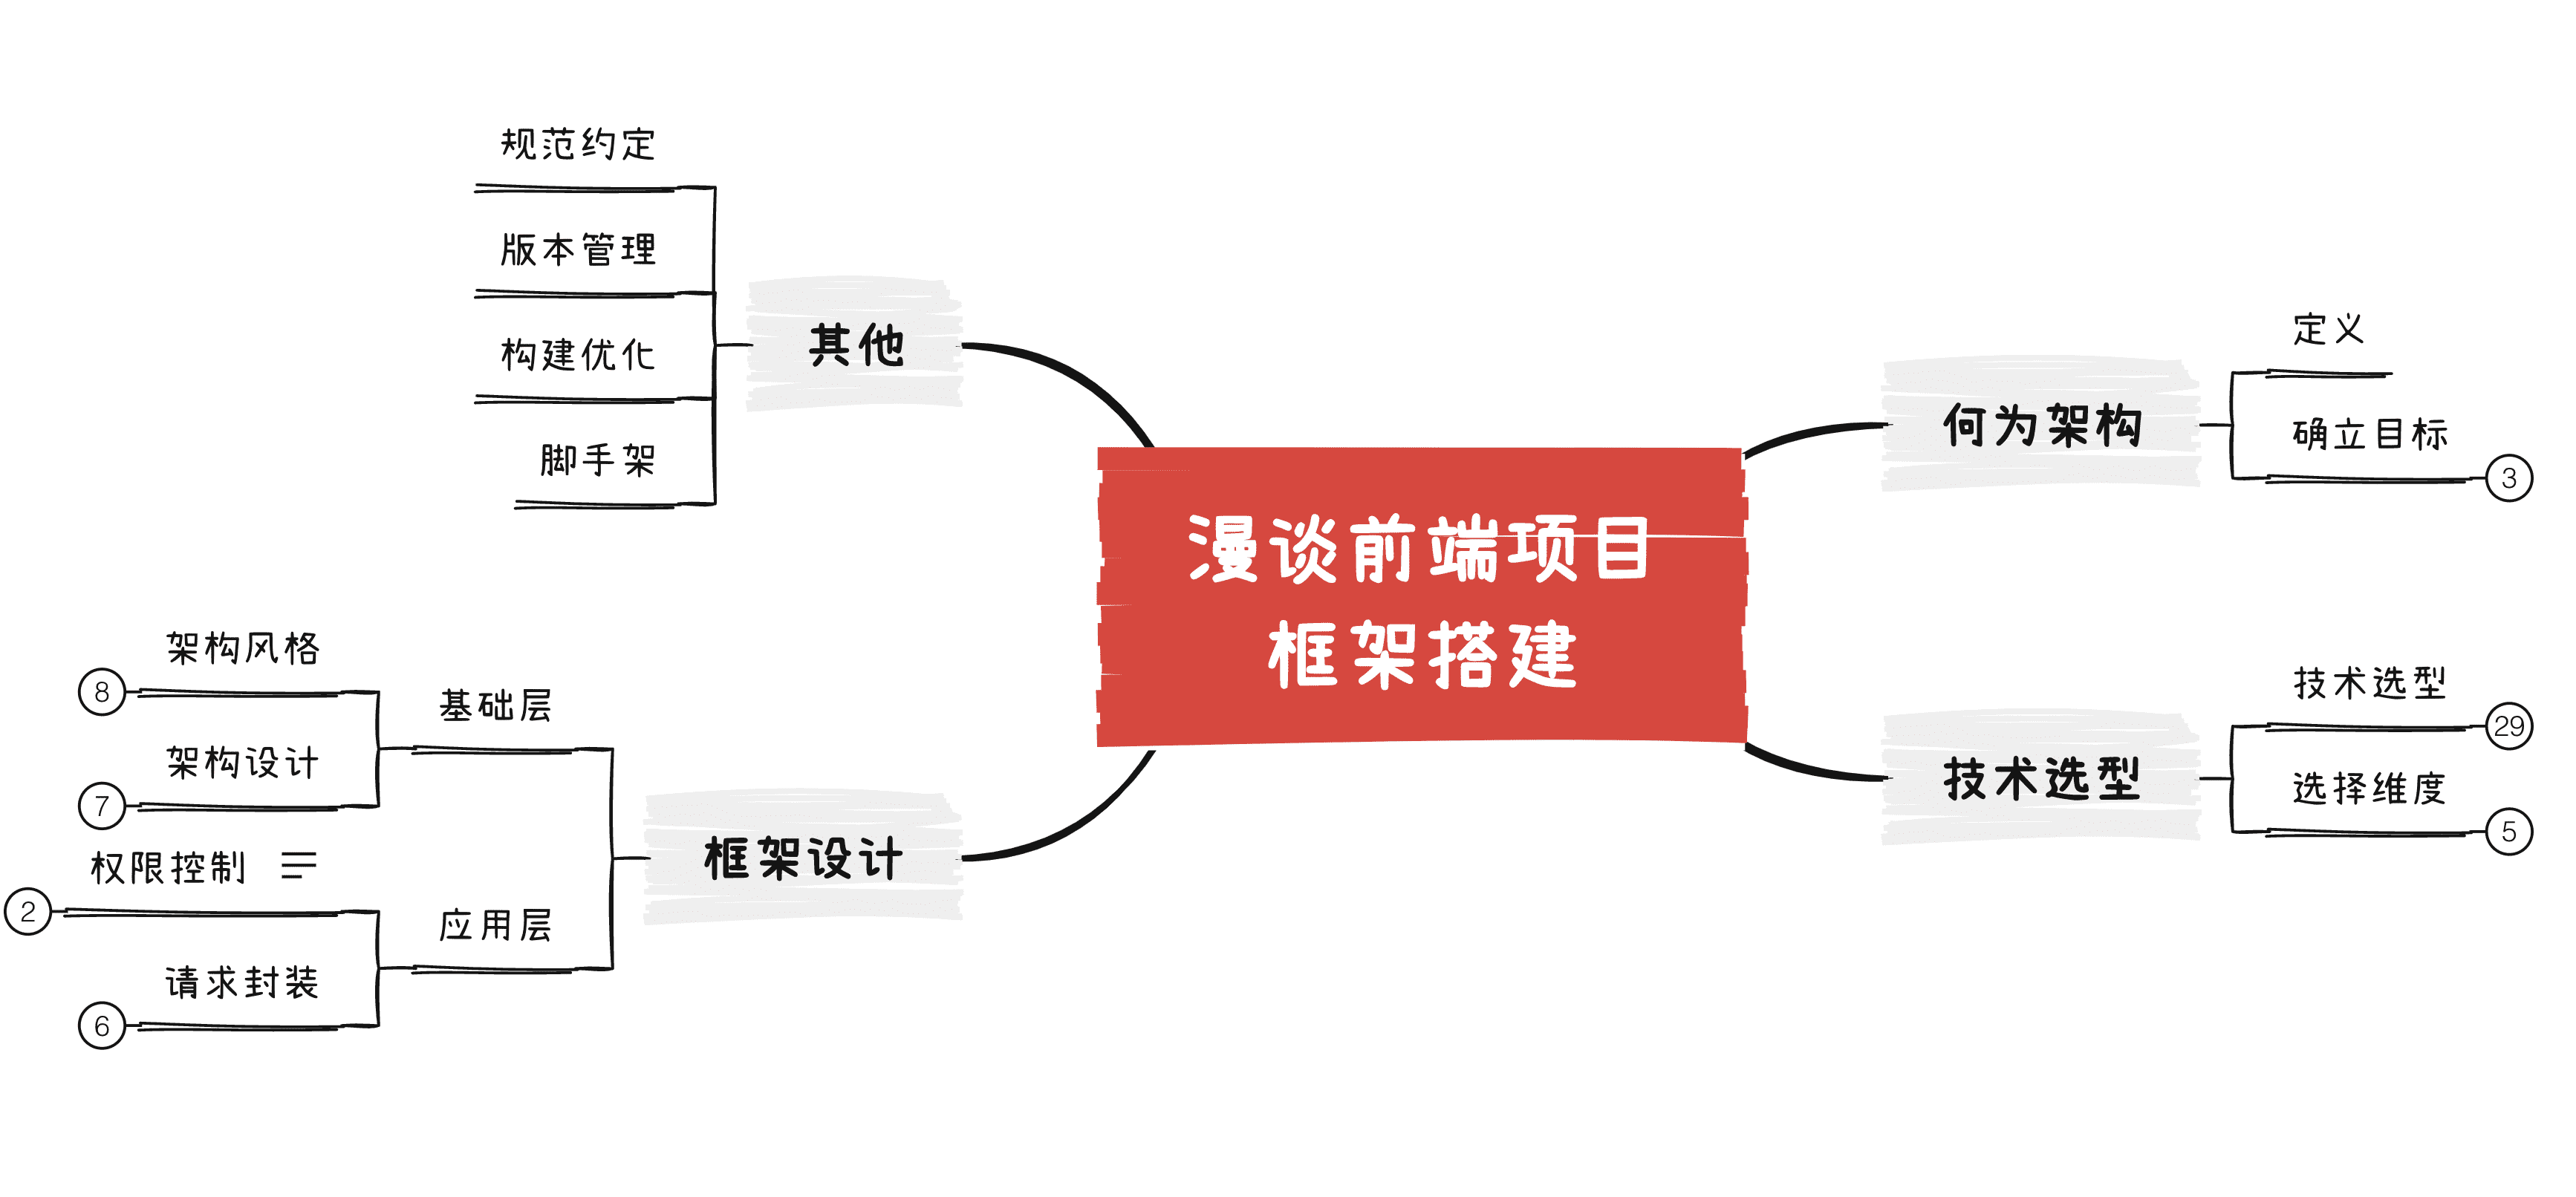 漫谈前端项目
框架搭建
何为架构
定义
确立目标
3
技术选型
技术选型
29
选择维度
5
框架设计
基础层
架构风格
8
架构设计
7
应用层
权限控制
2
请求封装
6
其他
规范约定
版本管理
构建优化
脚手架